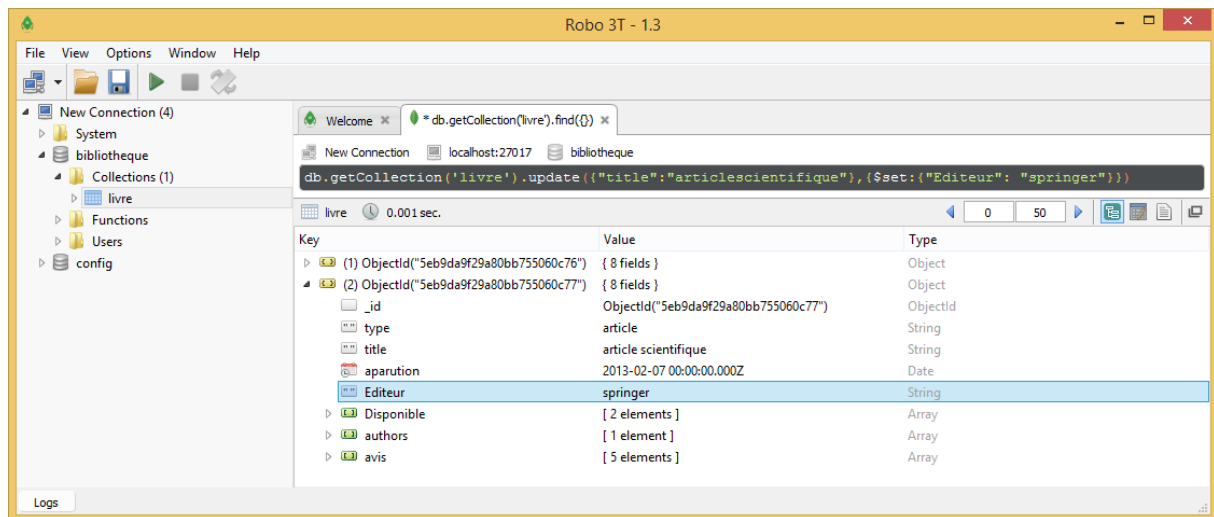 Robo 3T - 1.3
File View Options Window Help
New Connection (4)
System
bibliotheque
Collections (1)
livre
Functions
Users
config
Welcome * db.getCollection('livre').find({})
New Connection localhost:27017 bibliotheque
db.getCollection('livre').update({"title":"articlescientifique"},{$set:{"Editeur": "springer"}})
livre 0.001 sec. 0 50
Key Value Type
(1) ObjectId("5eb9da9f29a80bb755060c76") { 8 fields } Object
(2) ObjectId("5eb9da9f29a80bb755060c77") { 8 fields } Object
_id ObjectId("5eb9da9f29a80bb755060c77") ObjectId
type article String
title article scientifique String
aparution 2013-02-07 00:00:00.000Z Date
Editeur springer String
Disponible [ 2 elements ] Array
authors [ 1 element ] Array
avis [ 5 elements ] Array
Logs